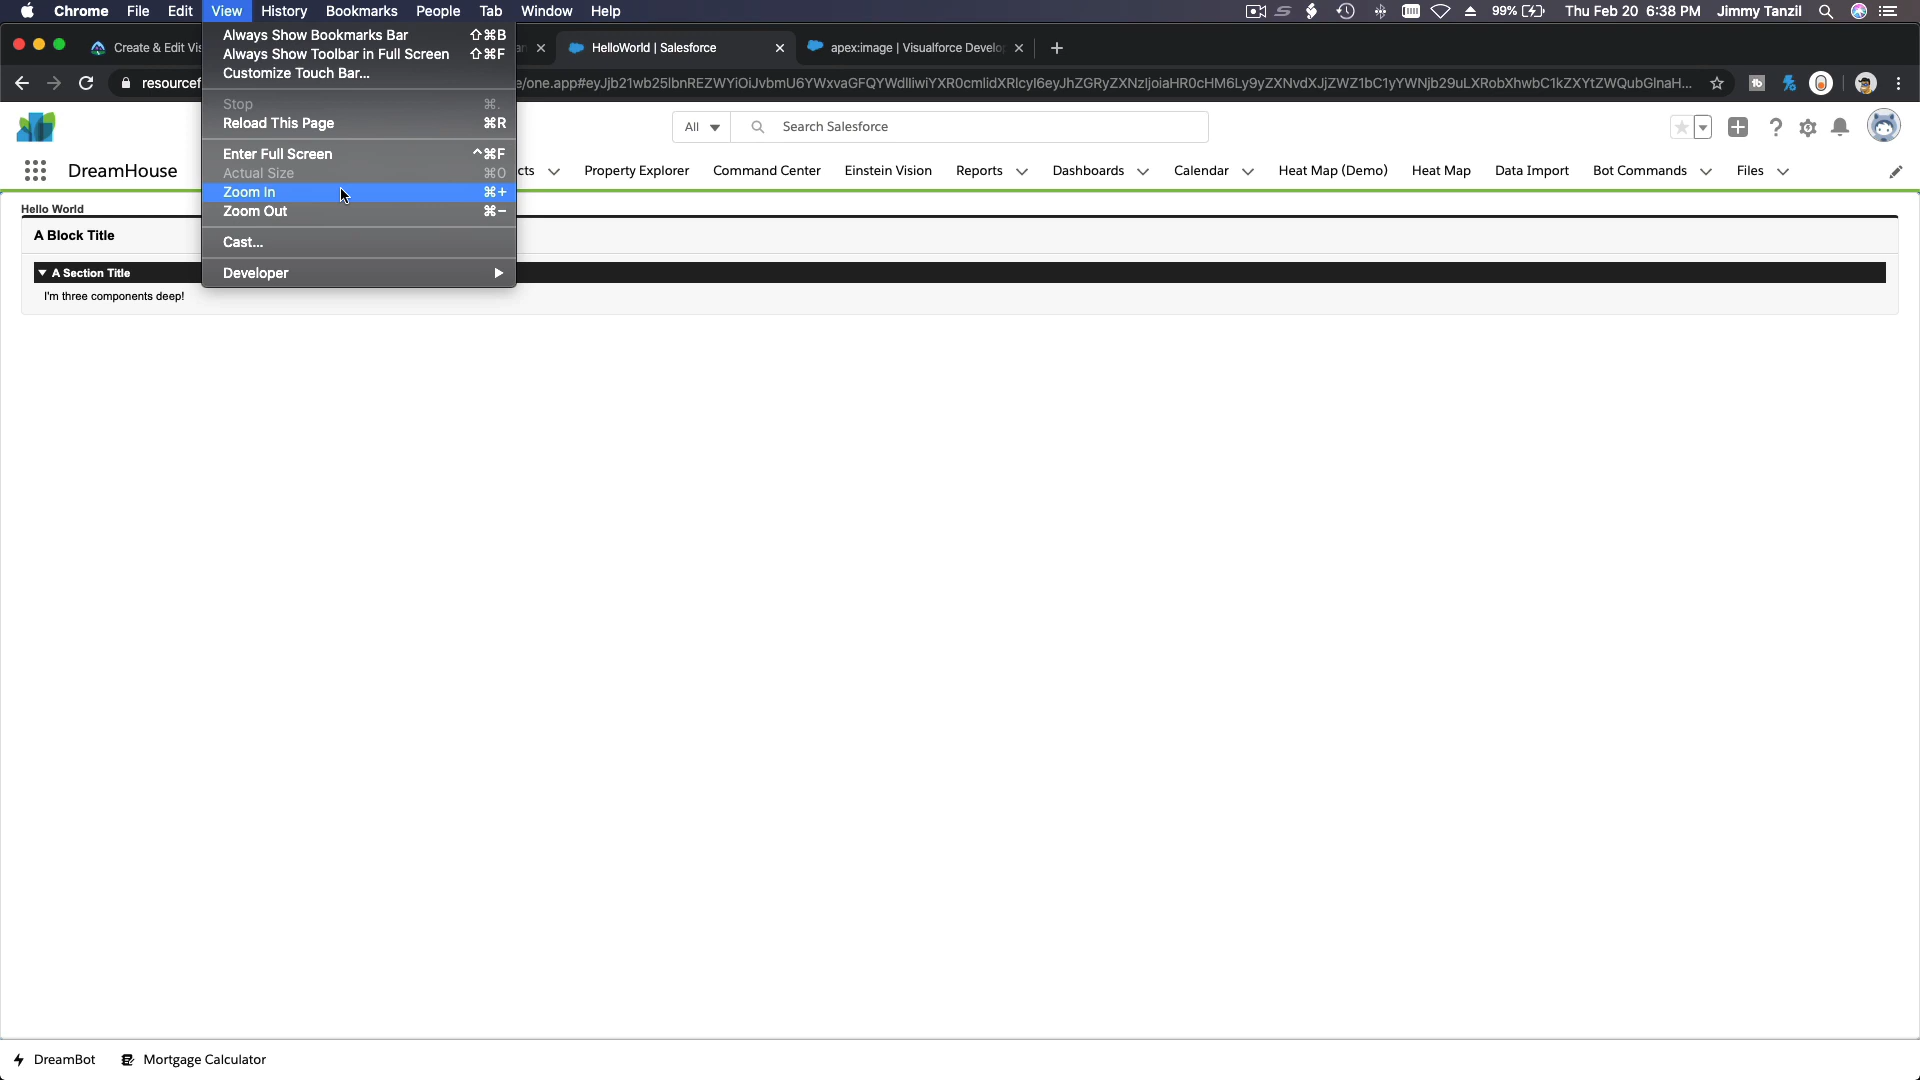 Chrome File Edit View History Bookmarks People Tab Window Help 99% Thu Feb 20 6:38 PM Jimmy Tanzil
Create & Edit Vis HelloWorld | Salesforce apex:image | Visualforce Develo
Always Show Bookmarks Bar ⇧⌘B
Always Show Toolbar in Full Screen ⇧⌘F
Customize Touch Bar...
Stop ⌘.
Reload This Page ⌘R
Enter Full Screen ^⌘F
Actual Size ⌘0
Zoom In ⌘+
Zoom Out ⌘−
Cast...
Developer
All Search Salesforce
DreamHouse cts Property Explorer Command Center Einstein Vision Reports Dashboards Calendar Heat Map (Demo) Heat Map Data Import Bot Commands Files
Hello World
A Block Title
A Section Title
I'm three components deep!
DreamBot Mortgage Calculator